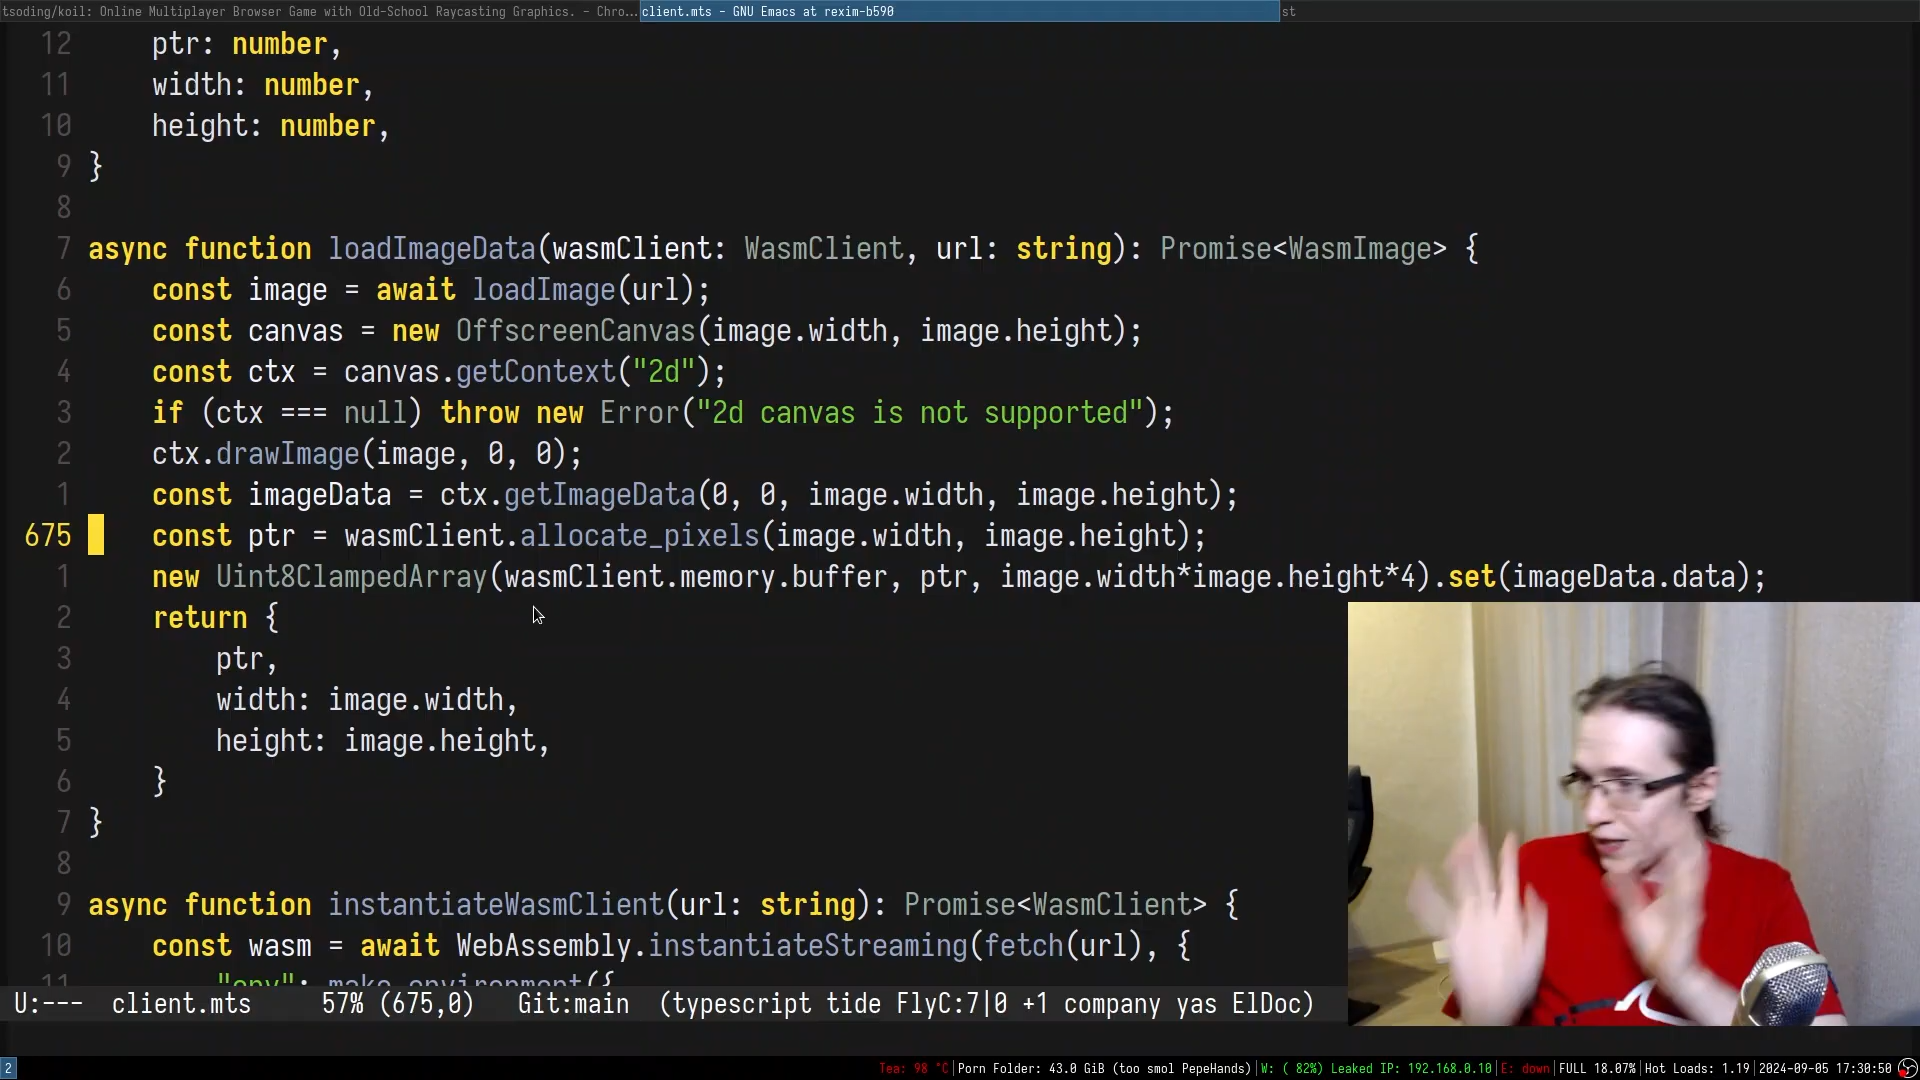 tsoding/koil: Online Multiplayer Browser Game with Old-School Raycasting Graphics. - Chro... client.mts - GNU Emacs at rexim-b590 st
12 ptr: number,
11 width: number,
10 height: number,
9 }
8
7 async function loadImageData(wasmClient: WasmClient, url: string): Promise<WasmImage> {
6 const image = await loadImage(url);
5 const canvas = new OffscreenCanvas(image.width, image.height);
4 const ctx = canvas.getContext("2d");
3 if (ctx === null) throw new Error("2d canvas is not supported");
2 ctx.drawImage(image, 0, 0);
1 const imageData = ctx.getImageData(0, 0, image.width, image.height);
675 const ptr = wasmClient.allocate_pixels(image.width, image.height);
1 new Uint8ClampedArray(wasmClient.memory.buffer, ptr, image.width*image.height*4).set(imageData.data);
2 return {
3 ptr,
4 width: image.width,
5 height: image.height,
6 }
7 }
8
9 async function instantiateWasmClient(url: string): Promise<WasmClient> {
10 const wasm = await WebAssembly.instantiateStreaming(fetch(url), {
11 "env": make_environment({
U:--- client.mts 57% (675,0) Git:main (typescript tide FlyC:7|0 +1 company yas ElDoc)
2 Tea: 98 °C|Porn Folder: 43.0 GiB (too smol PepeHands)|W: ( 82%) Leaked IP: 192.168.0.10|E: down|FULL 18.07%|Hot Loads: 1.19|2024-09-05 17:30:50